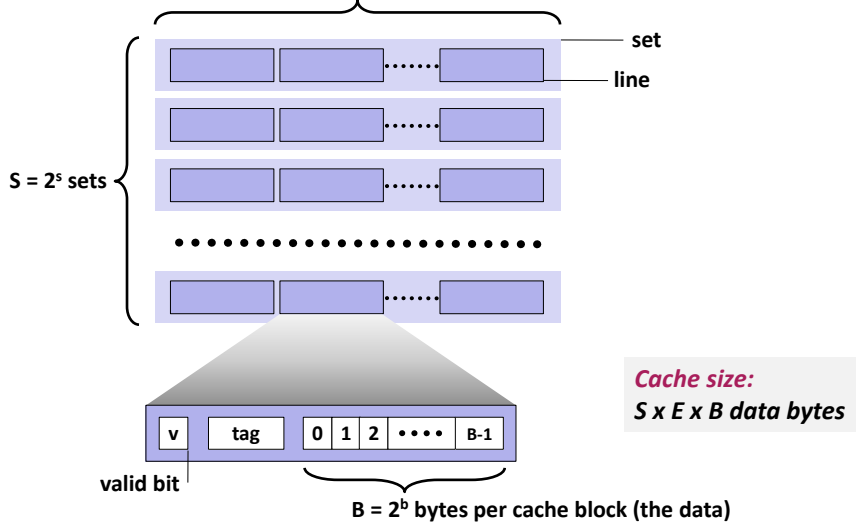 set
line
S = 2ˢ sets
v
tag
0
1
2
B-1
valid bit
B = 2ᵇ bytes per cache block (the data)
Cache size:
S x E x B data bytes